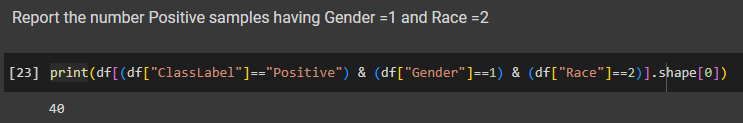 Report the number Positive samples having Gender =1 and Race =2
[23] print(df[(df["ClassLabel"]=="Positive") & (df["Gender"]==1) & (df["Race"]==2)].shape[0])
40